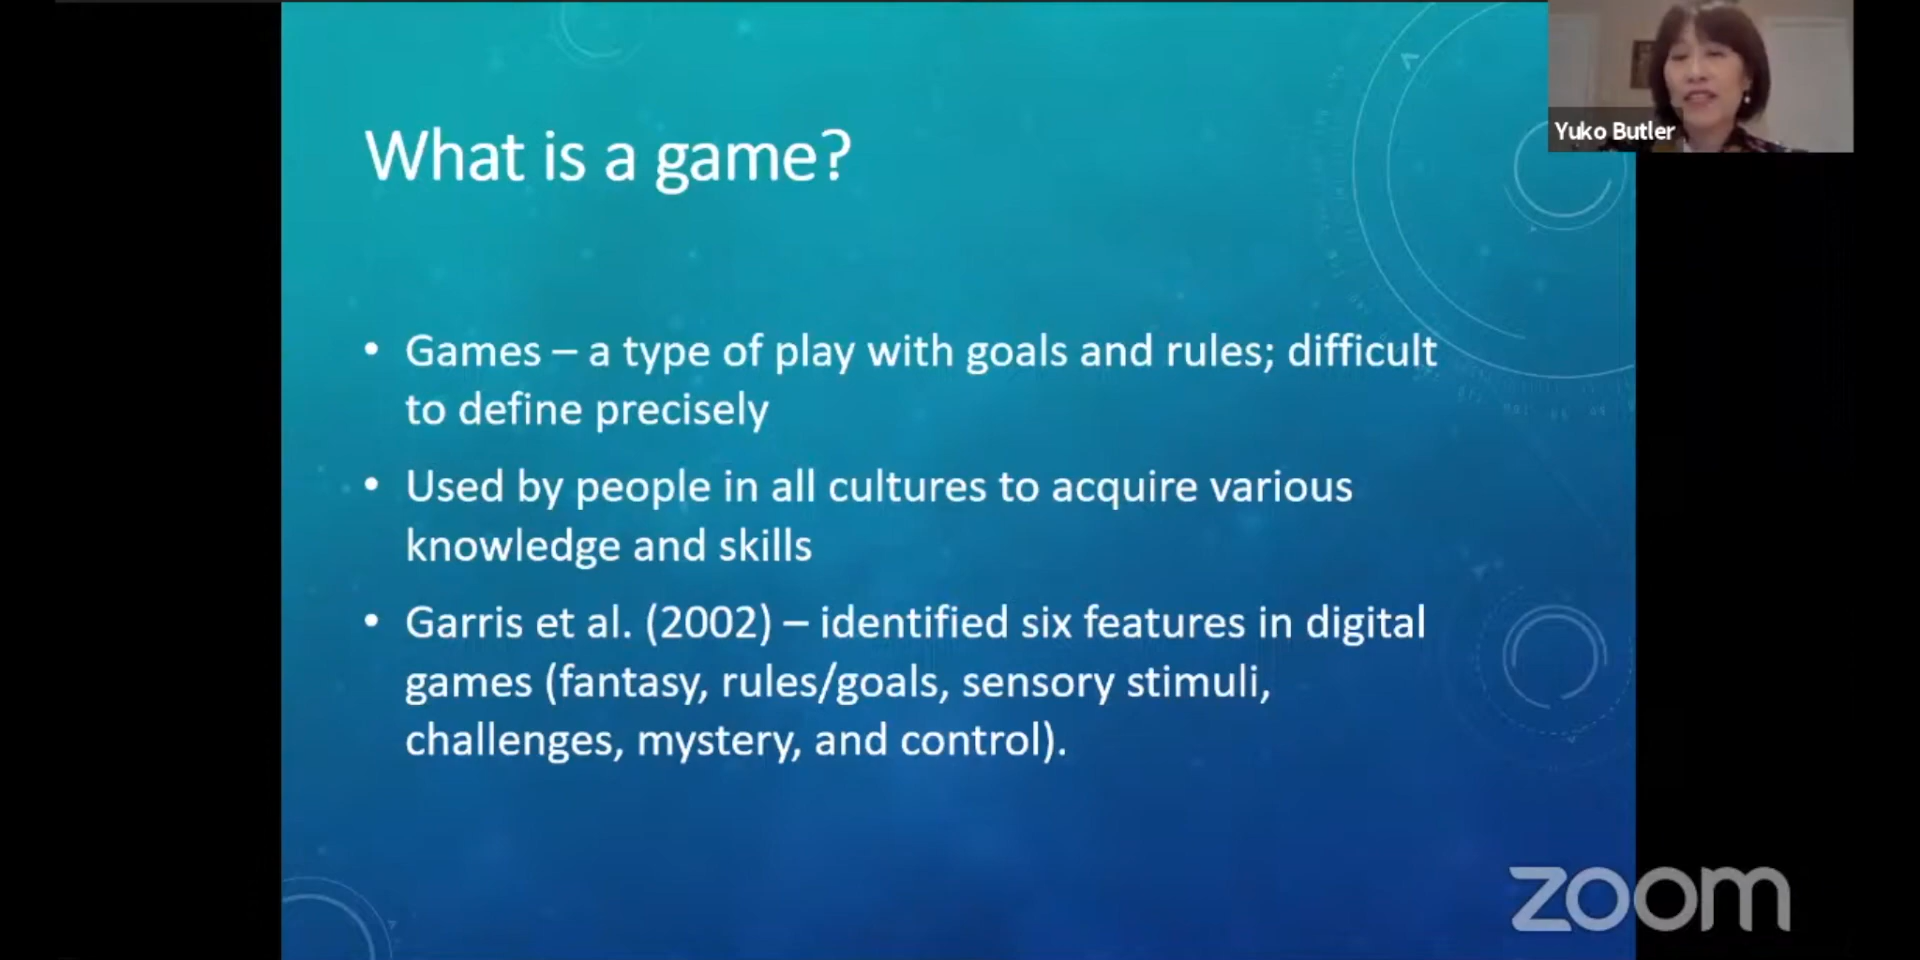 What is a game?
• Games – a type of play with goals and rules; difficult
to define precisely
• Used by people in all cultures to acquire various
knowledge and skills
• Garris et al. (2002) – identified six features in digital
games (fantasy, rules/goals, sensory stimuli,
challenges, mystery, and control).
Yuko Butler
zoom